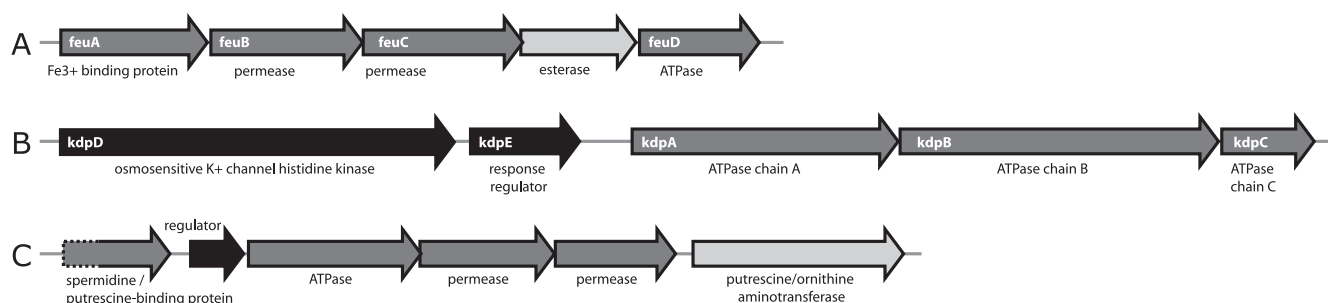 A
feuA
feuB
feuC
feuD
Fe3+ binding protein
permease
permease
esterase
ATPase
B
kdpD
kdpE
kdpA
kdpB
kdpC
osmosensitive K+ channel histidine kinase
response
regulator
ATPase chain A
ATPase chain B
ATPase
chain C
C
regulator
spermidine /
putrescine-binding protein
ATPase
permease
permease
putrescine/ornithine
aminotransferase